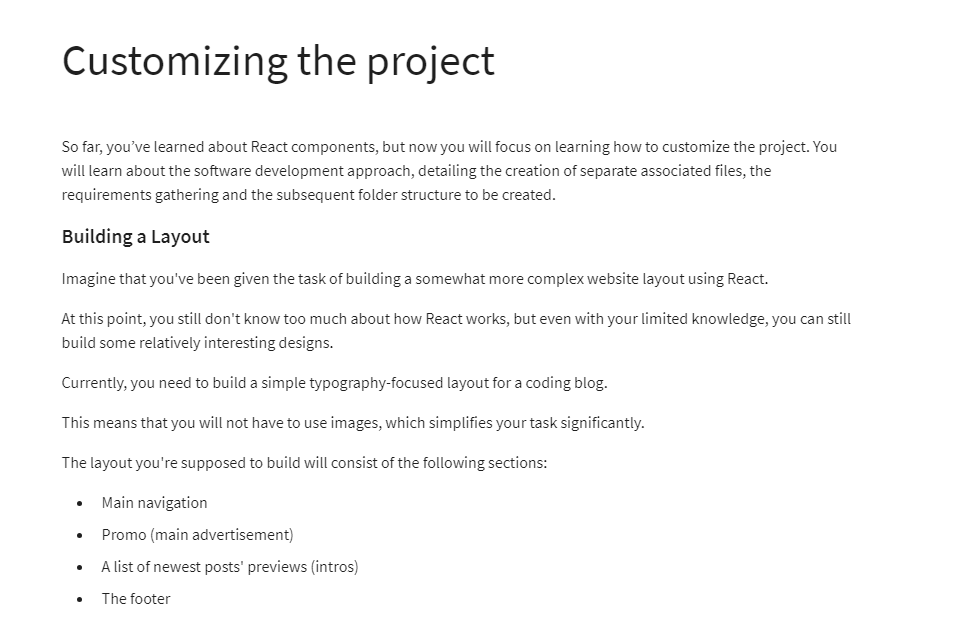 Customizing the project
So far, you’ve learned about React components, but now you will focus on learning how to customize the project. You
will learn about the software development approach, detailing the creation of separate associated files, the
requirements gathering and the subsequent folder structure to be created.
Building a Layout
Imagine that you've been given the task of building a somewhat more complex website layout using React.
At this point, you still don't know too much about how React works, but even with your limited knowledge, you can still
build some relatively interesting designs.
Currently, you need to build a simple typography-focused layout for a coding blog.
This means that you will not have to use images, which simplifies your task significantly.
The layout you're supposed to build will consist of the following sections:
• Main navigation
• Promo (main advertisement)
• A list of newest posts' previews (intros)
• The footer